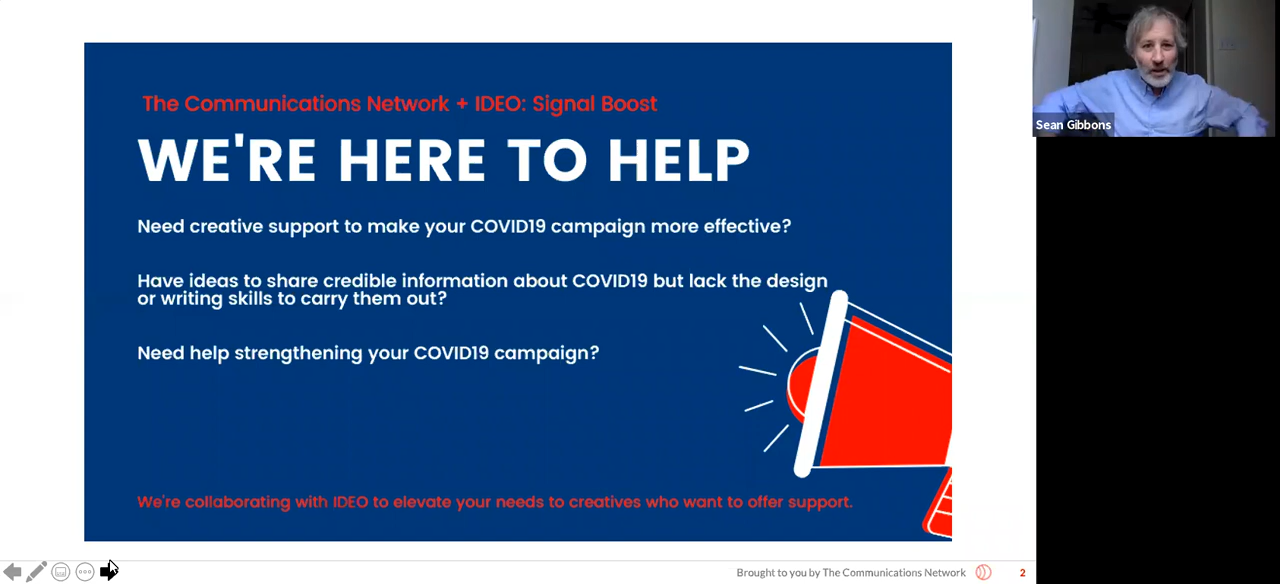 The Communications Network + IDEO: Signal Boost
WE'RE HERE TO HELP
Need creative support to make your COVID19 campaign more effective?
Have ideas to share credible information about COVID19 but lack the design
or writing skills to carry them out?
Need help strengthening your COVID19 campaign?
We're collaborating with IDEO to elevate your needs to creatives who want to offer support.
Sean Gibbons
Brought to you by The Communications Network
2